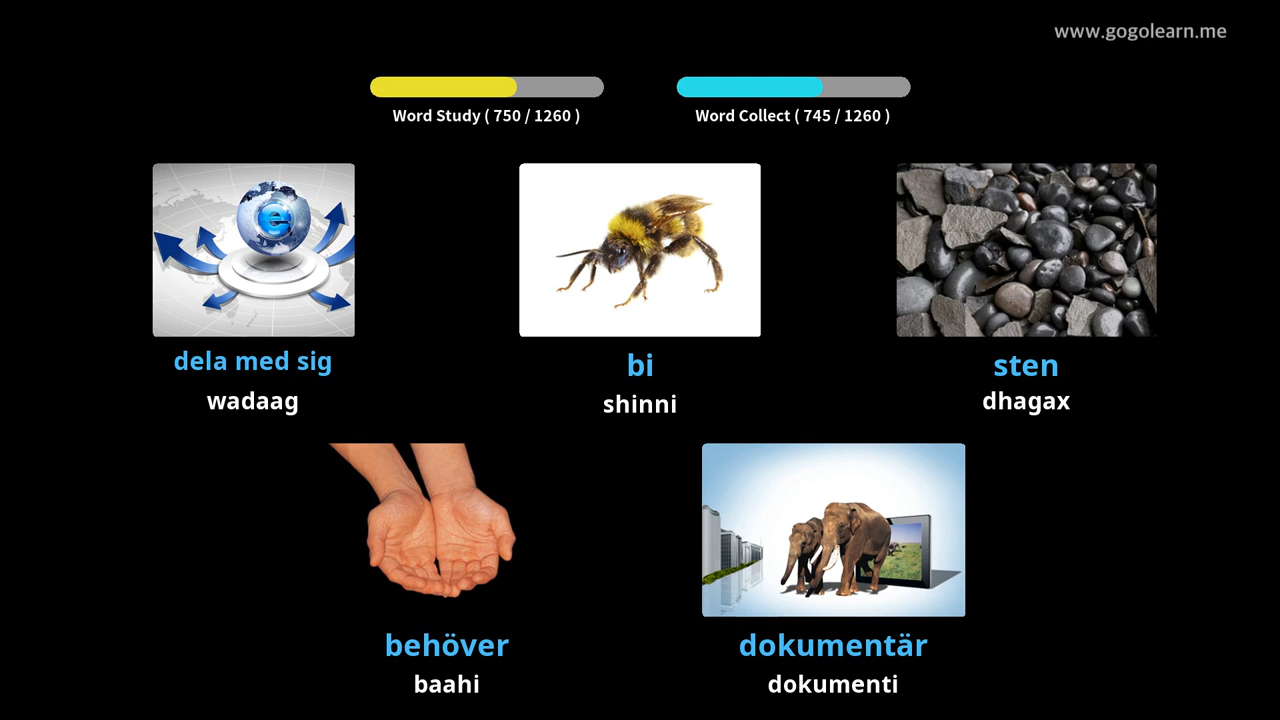 www.gogolearn.me
Word Study ( 750 / 1260 )
Word Collect ( 745 / 1260 )
e
dela med sig
wadaag
bi
shinni
sten
dhagax
behöver
baahi
dokumentär
dokumenti